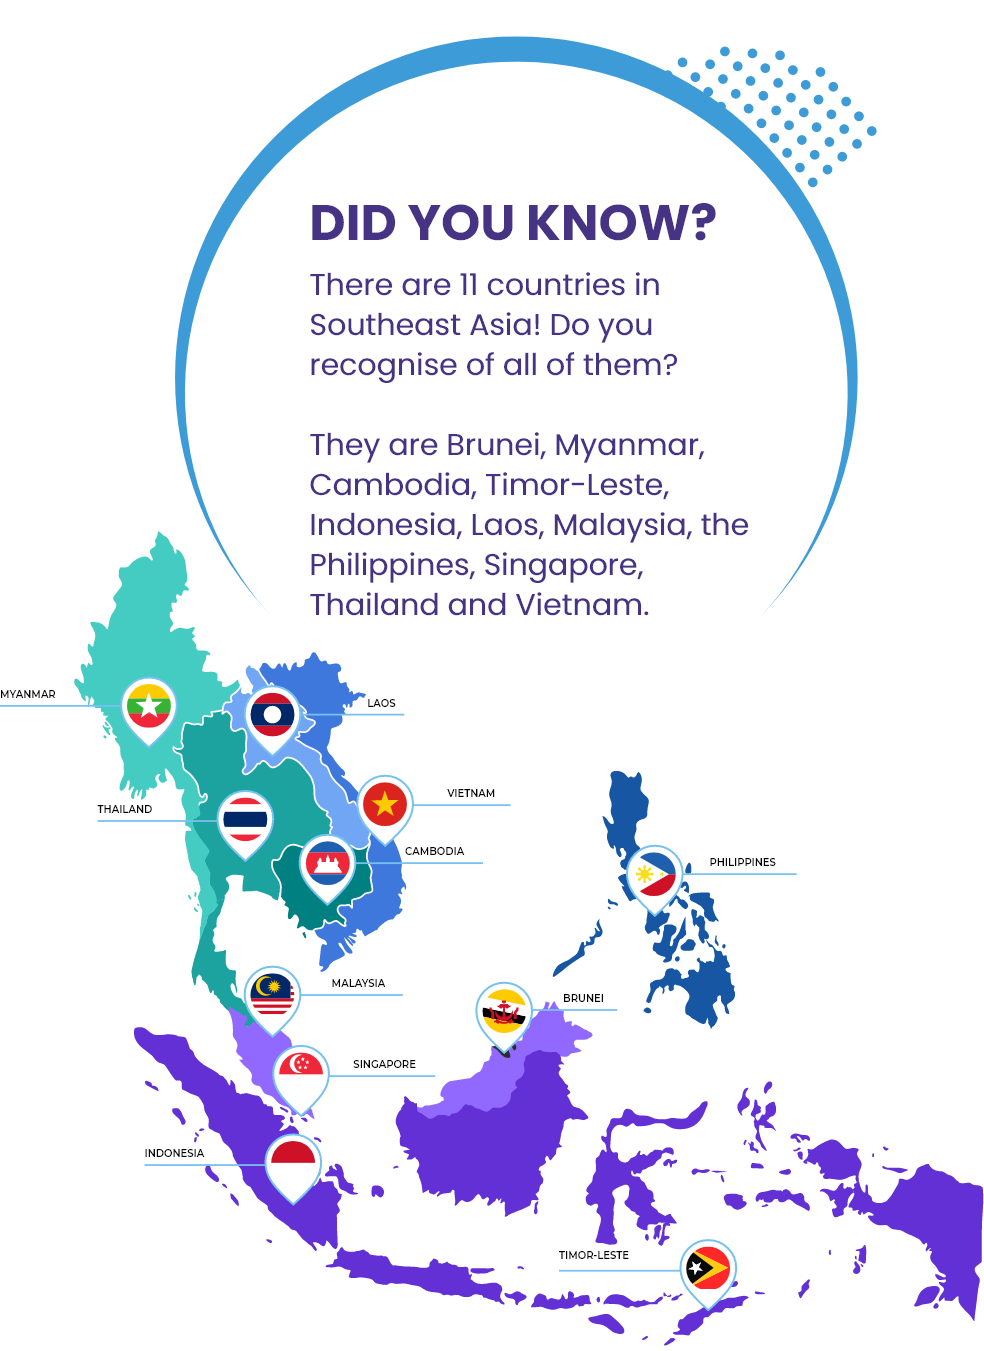 DID YOU KNOW?
There are 11 countries in
Southeast Asia! Do you
recognise of all of them?
They are Brunei, Myanmar,
Cambodia, Timor-Leste,
Indonesia, Laos, Malaysia, the
Philippines, Singapore,
Thailand and Vietnam.
MYANMAR
LAOS
VIETNAM
THAILAND
CAMBODIA
PHILIPPINES
MALAYSIA
BRUNEI
SINGAPORE
INDONESIA
TIMOR-LESTE